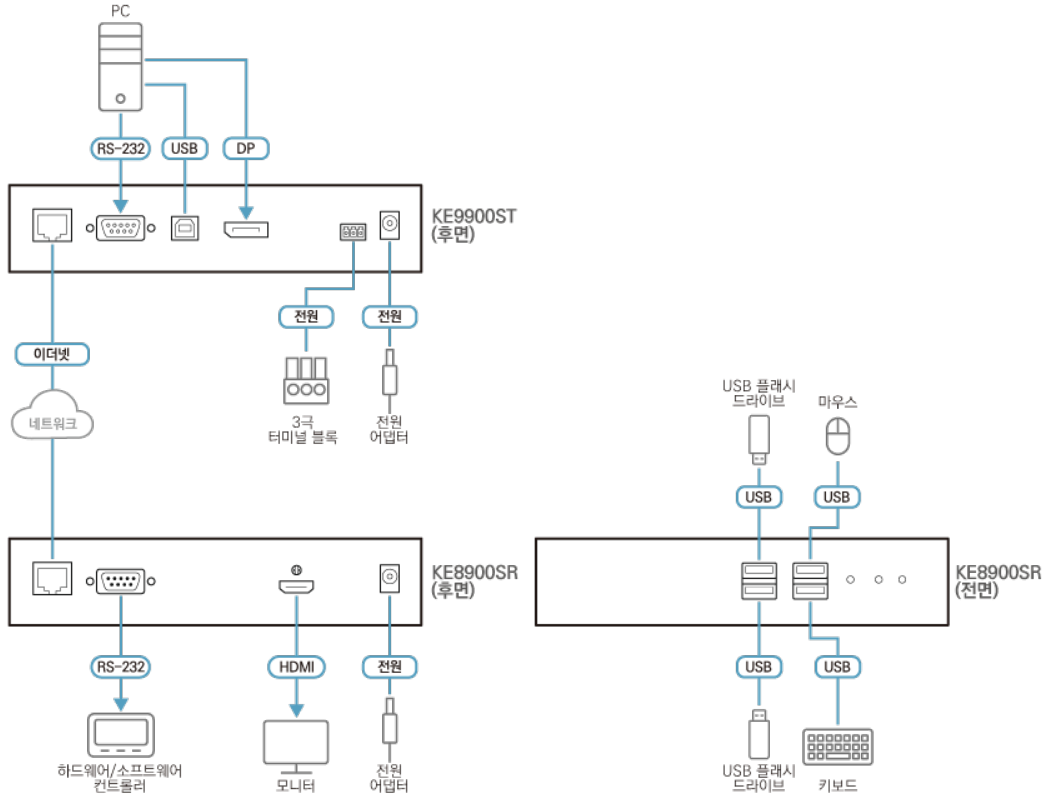 PC
RS-232
USB
DP
KE9900ST
(후면)
전원
전원
이더넷
네트워크
3극
터미널 블록
전원
어댑터
KE8900SR
(후면)
RS-232
HDMI
전원
하드웨어/소프트웨어
컨트롤러
모니터
전원
어댑터
USB 플래시
드라이브
마우스
USB
USB
KE8900SR
(전면)
USB
USB
USB 플래시
드라이브
키보드